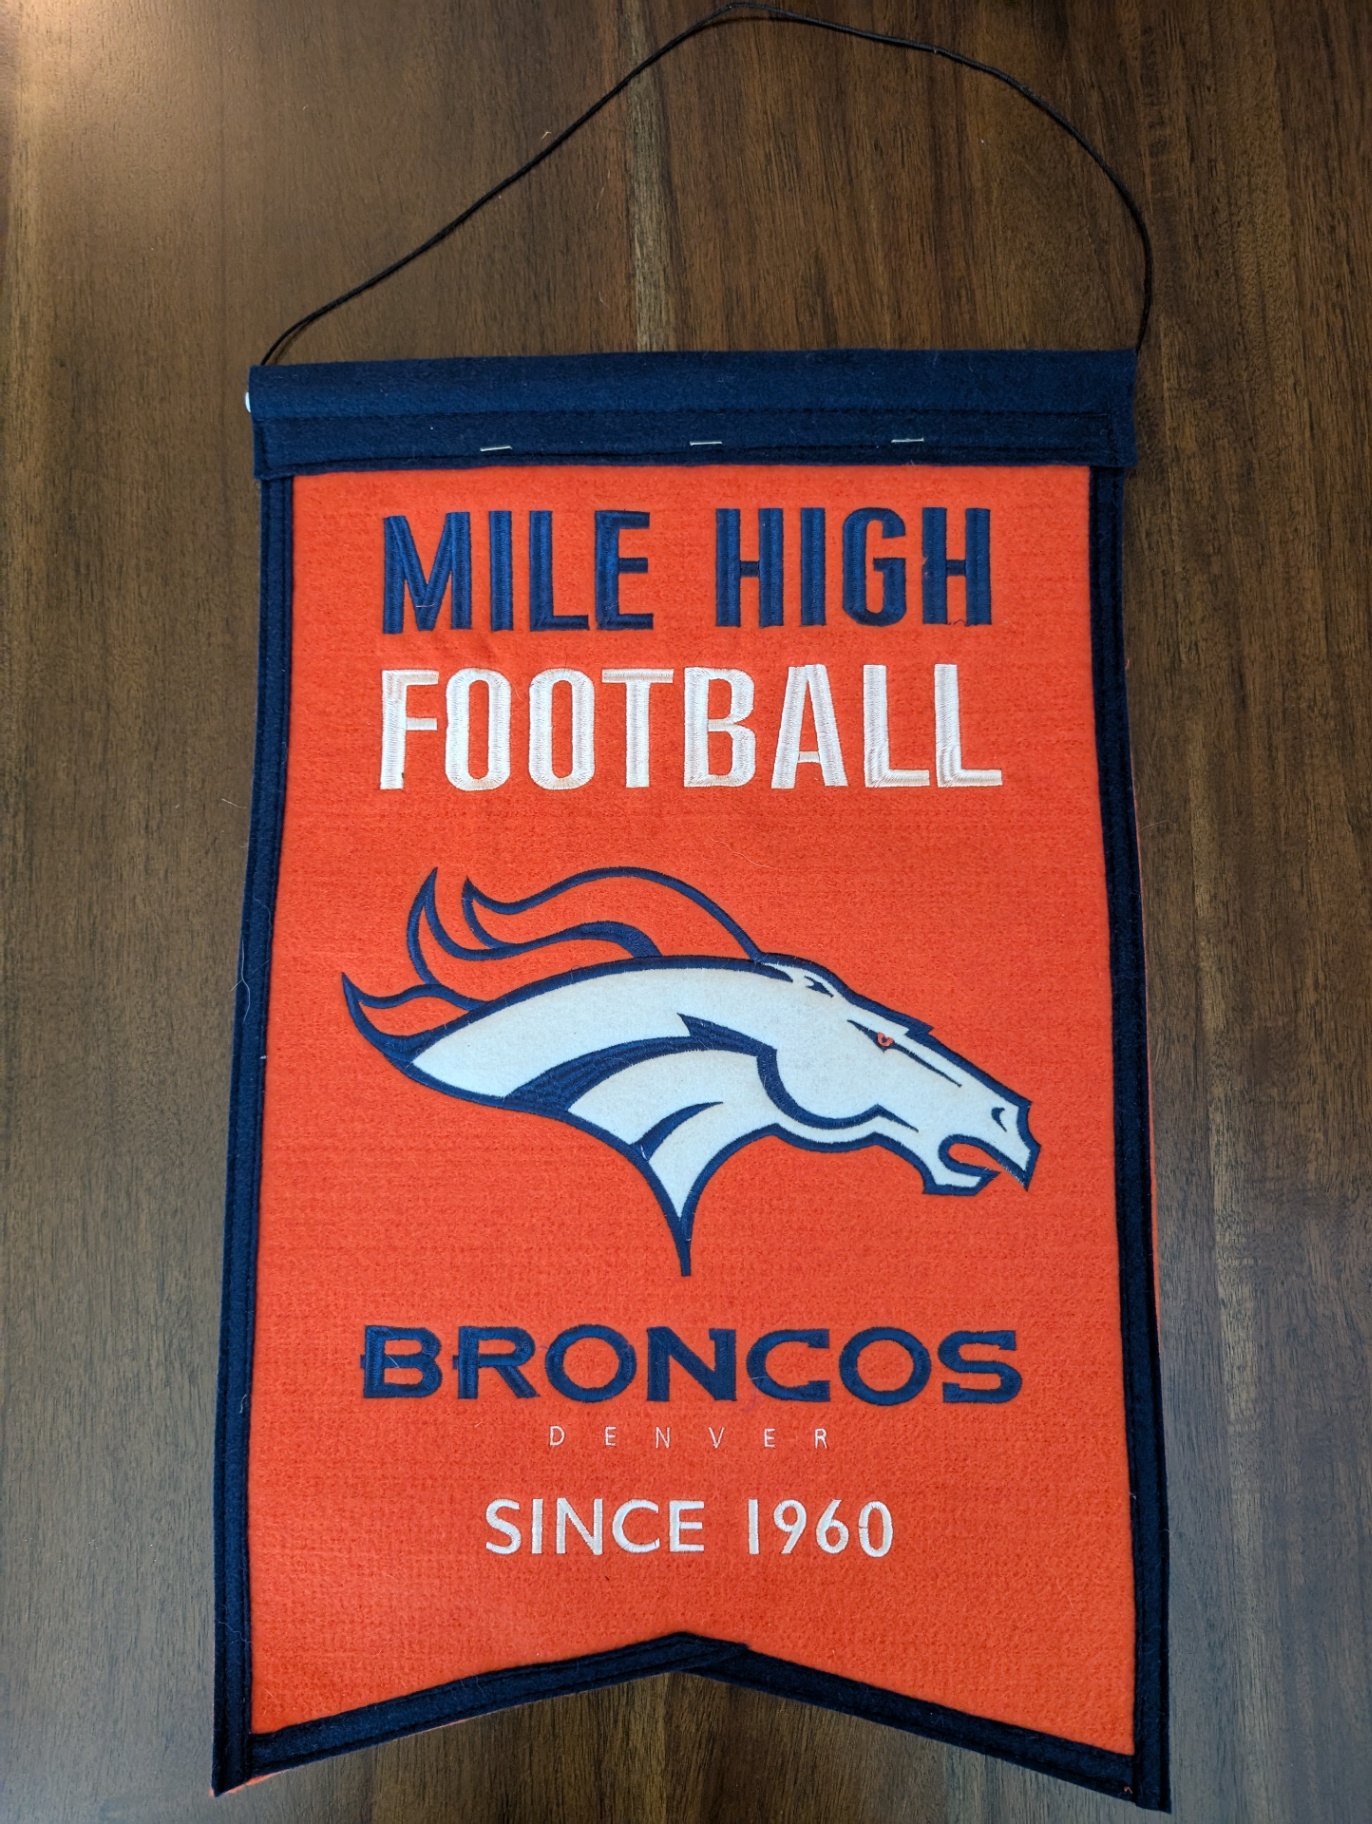 MILE HIGH
FOOTBALL
BRONCOS
DENVER
SINCE 1960